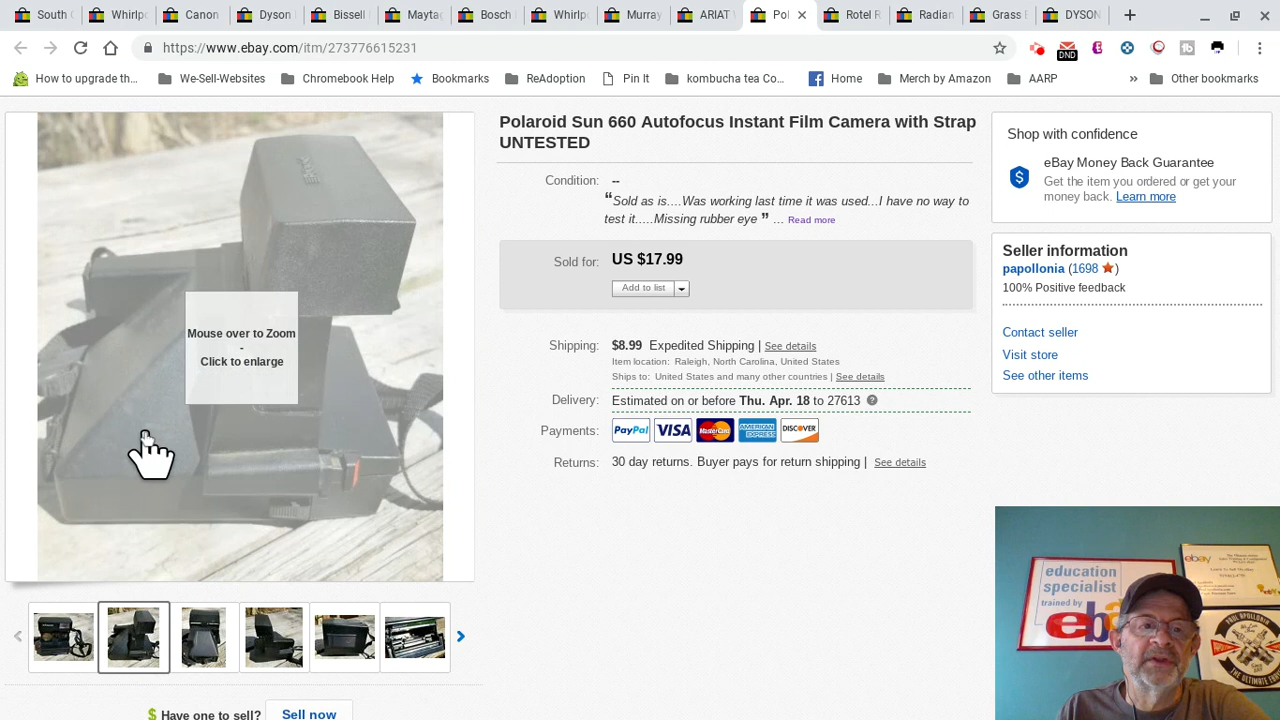 South
Whirlp
Canon
Dyson
Bissell
Mayta
Bosch
Whirlp
Murray
ARIAT
Pol
Rotel R
Radian
Grass
DYSON
https://www.ebay.com/itm/273776615231
DND
How to upgrade th...
We-Sell-Websites
Chromebook Help
Bookmarks
ReAdoption
Pin It
kombucha tea Co...
Home
Merch by Amazon
AARP
»
Other bookmarks
Polaroid Sun 660 Autofocus Instant Film Camera with Strap
UNTESTED
Condition: --
“Sold as is....Was working last time it was used...I have no way to
test it.....Missing rubber eye ” ... Read more
Sold for: US $17.99
Add to list
Shipping: $8.99 Expedited Shipping | See details
Item location: Raleigh, North Carolina, United States
Ships to: United States and many other countries | See details
Delivery: Estimated on or before Thu. Apr. 18 to 27613
Payments: PayPal VISA MasterCard AMERICAN EXPRESS DISCOVER
Returns: 30 day returns. Buyer pays for return shipping | See details
Mouse over to Zoom
-
Click to enlarge
Have one to sell? Sell now
Shop with confidence
eBay Money Back Guarantee
Get the item you ordered or get your
money back. Learn more
Seller information
papollonia (1698 ★)
100% Positive feedback
Contact seller
Visit store
See other items
education
specialist
trained by
eb
ebay
PAUL APOLLONIA
THE ULTIMATE